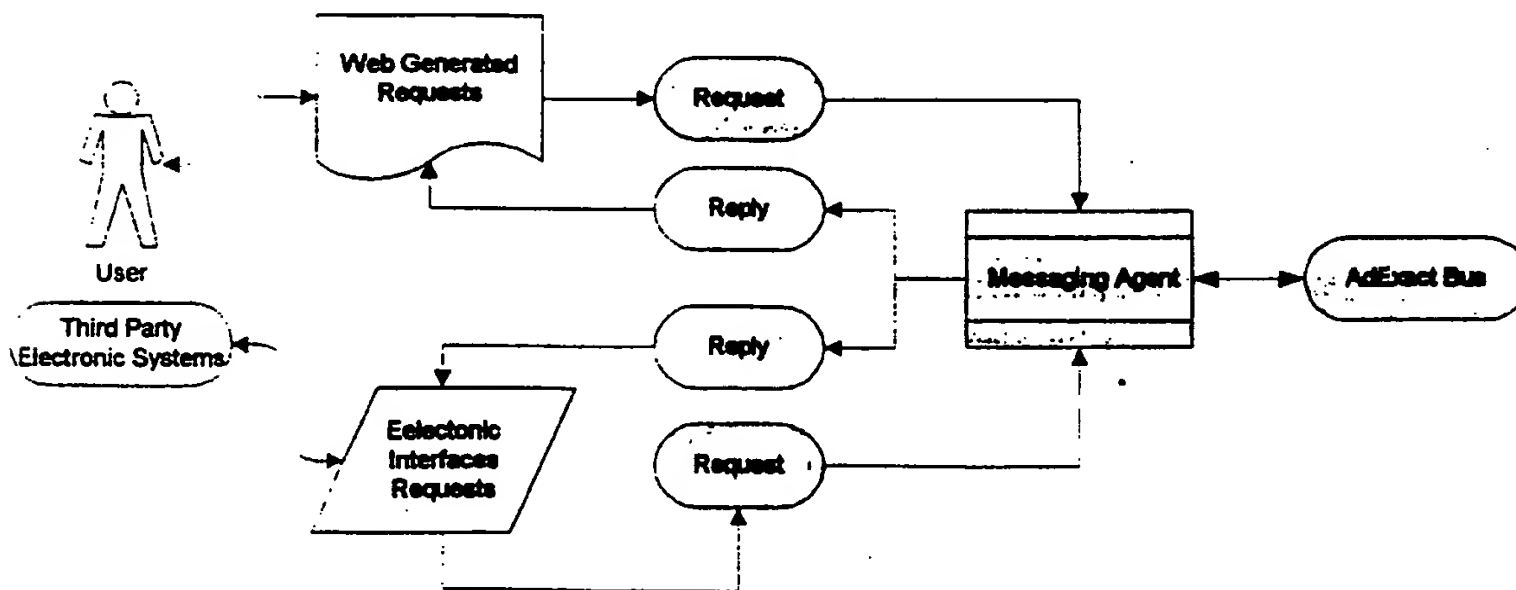 Web Generated
Requests
Request
Reply
User
Messaging Agent
AdExact Bus
Third Party
Electronic Systems
Reply
Eelectonic
Interfaces
Requests
Request